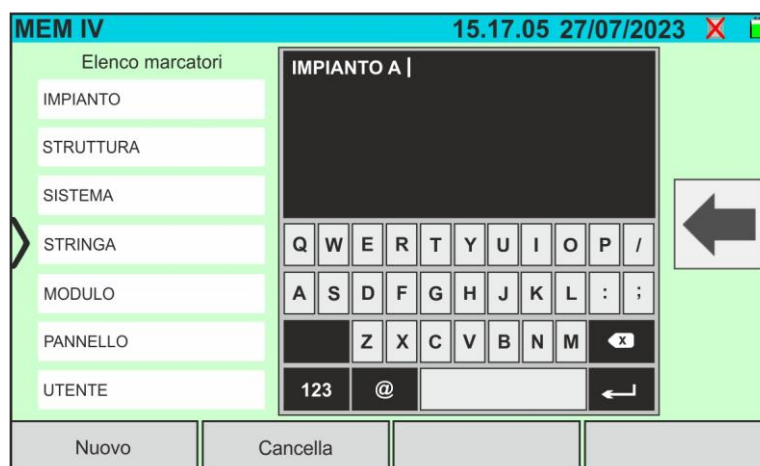 MEM IV 15.17.05 27/07/2023
Elenco marcatori
IMPIANTO
STRUTTURA
SISTEMA
STRINGA
MODULO
PANNELLO
UTENTE
IMPIANTO A
Q W E R T Y U I O P /
A S D F G H J K L : ;
Z X C V B N M X
123 @
Nuovo Cancella